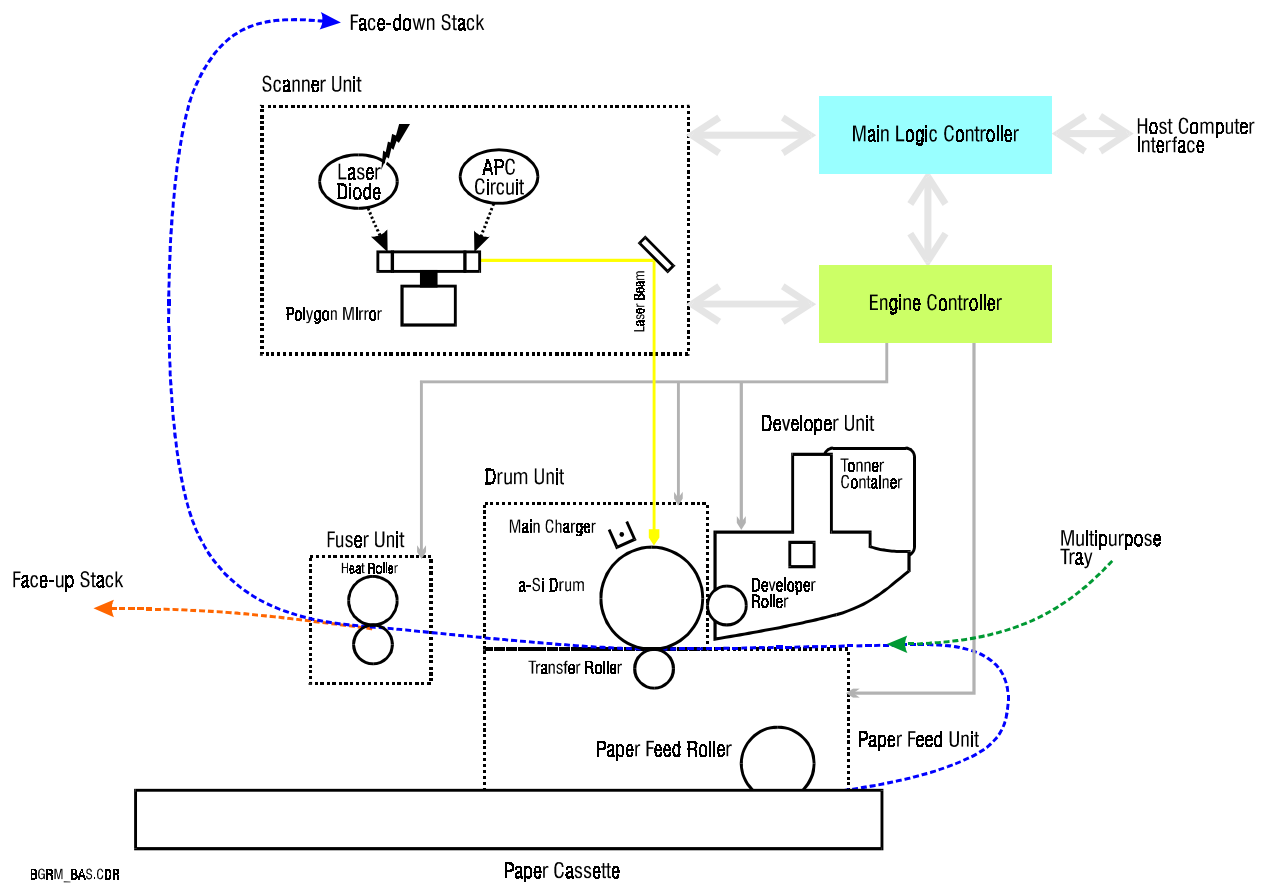 Face-down Stack
Scanner Unit
Laser
Diode
APC
Circuit
Main Logic Controller
Host Computer
Interface
Laser Beam
Polygon MIrror
Engine Controller
Developer Unit
Tonner
Container
Drum Unit
Main Charger
Fuser Unit
Heat Roller
Multipurpose
Tray
Face-up Stack
a-Si Drum
Developer
Roller
Transfer Roller
Paper Feed Roller
Paper Feed Unit
Paper Cassette
BGRM_BAS.CDR